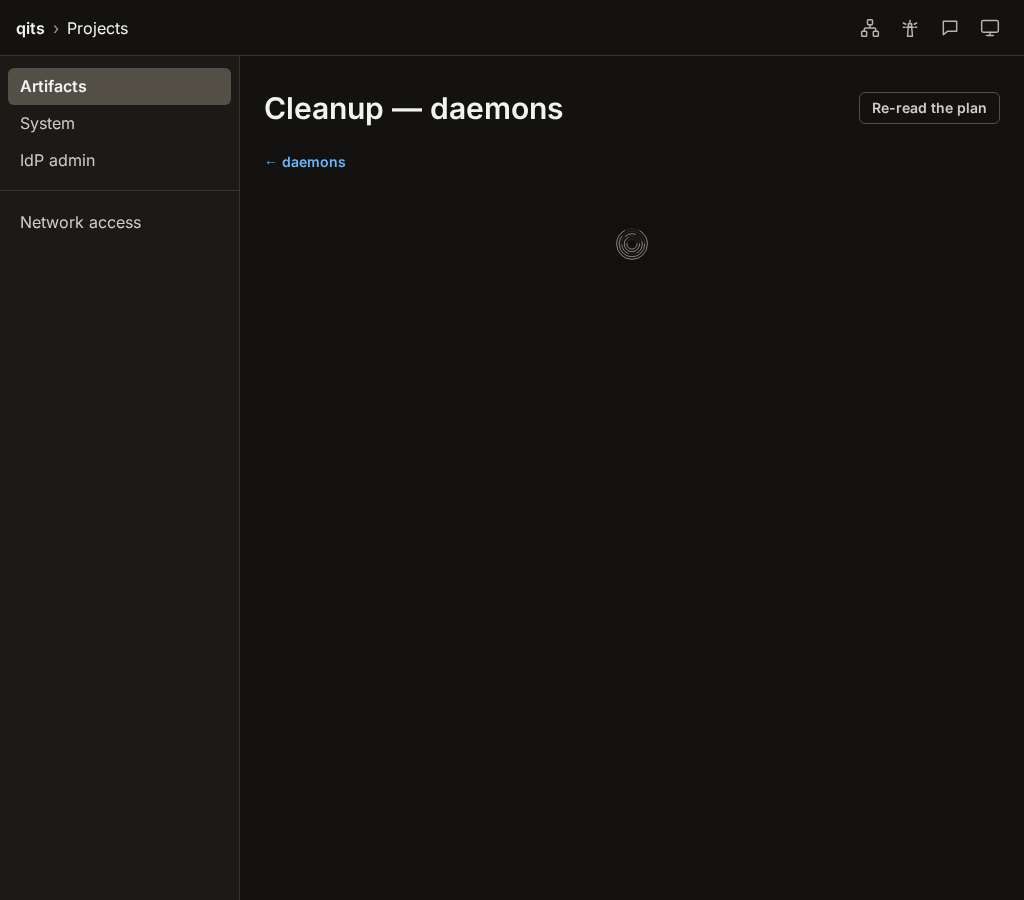 qits › Projects
Artifacts
System
IdP admin
Network access
Cleanup — daemons
Re-read the plan
← daemons